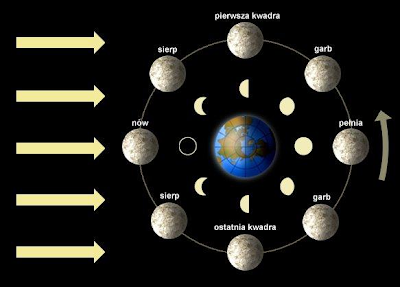 pierwsza kwadra
sierp
garb
nów
pełnia
sierp
garb
ostatnia kwadra